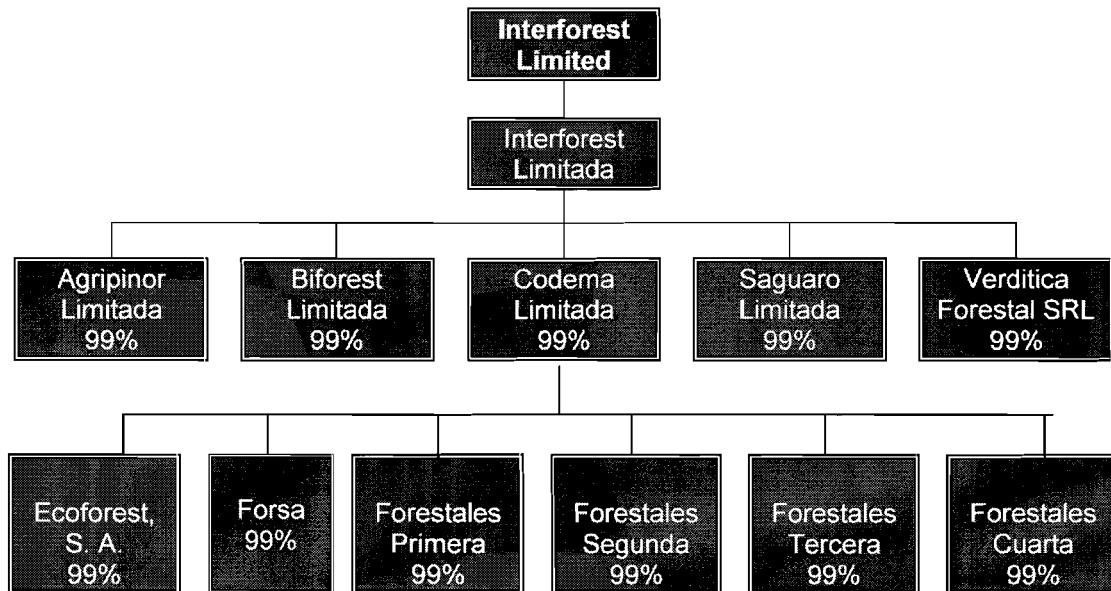 Interforest
Limited
Interforest
Limitada
Agripinor
Limitada
99%
Biforest
Limitada
99%
Codema
Limitada
99%
Saguaro
Limitada
99%
Verditica
Forestal SRL
99%
Ecoforest,
S. A.
99%
Forsa
99%
Forestales
Primera
99%
Forestales
Segunda
99%
Forestales
Tercera
99%
Forestales
Cuarta
99%